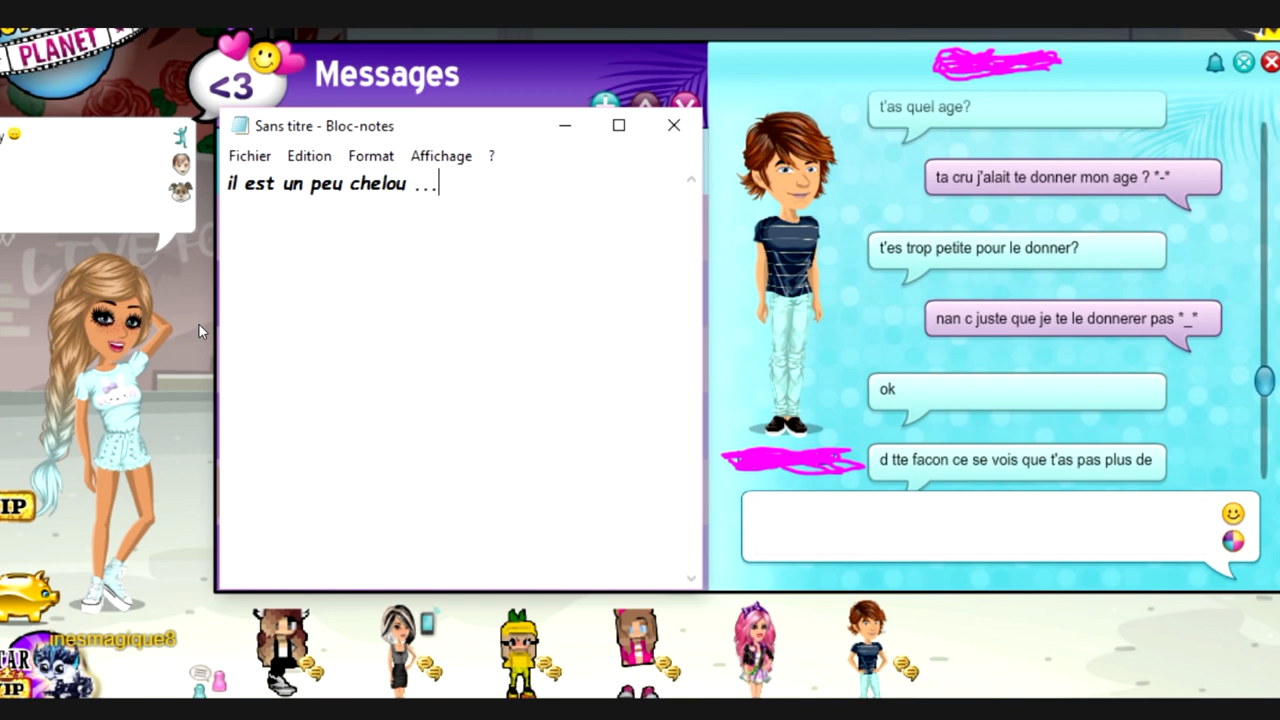 PLANET
<3
Messages
y
Sans titre - Bloc-notes
Fichier Edition Format Affichage ?
il est un peu chelou ...
t'as quel age?
ta cru j'alait te donner mon age ? *-*
t'es trop petite pour le donner?
nan c juste que je te le donnerer pas *_*
ok
d tte facon ce se vois que t'as pas plus de
IP
inesmagique8
TAR
IP